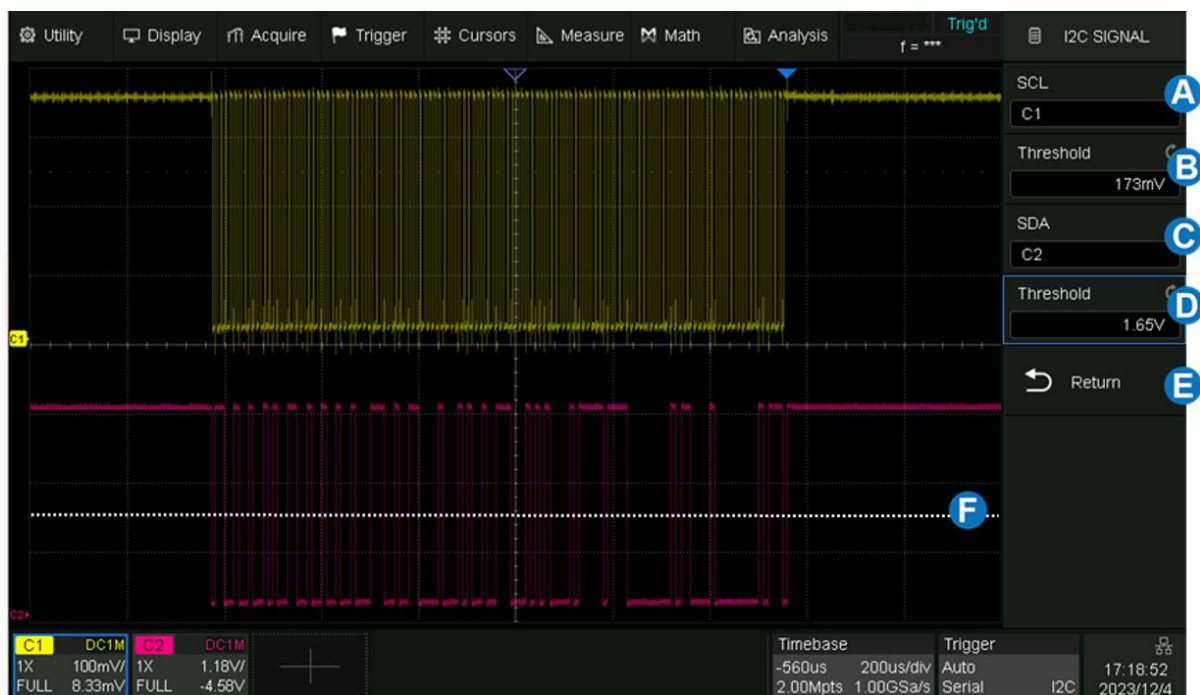 Utility Display Acquire Trigger Cursors Measure Math Analysis
Trig'd
f = ***
I2C SIGNAL
SCL
A
C1
Threshold
B
173mV
SDA
C
C2
Threshold
D
1.65V
Return
E
C1
F
C2
C1 DC1M
1X 100mV/
FULL 8.33mV
C2 DC1M
1X 1.18V/
FULL -4.58V
Timebase
-560us 200us/div
2.00Mpts 1.00GSa/s
Trigger
Auto
Serial I2C
17:18:52
2023/12/4